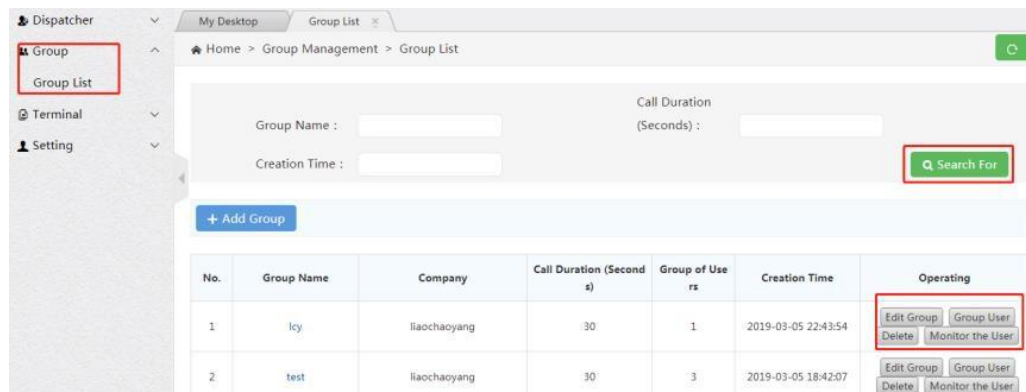 Dispatcher
Group
Group List
Terminal
Setting
My Desktop
Group List ×
Home > Group Management > Group List
Group Name :
Call Duration
(Seconds) :
Creation Time :
Search For
+ Add Group
No. Group Name Company Call Duration (Second Group of Use Creation Time Operating
s) rs
1 lcy liaochaoyang 30 1 2019-03-05 22:43:54 Edit Group Group User
Delete Monitor the User
2 test liaochaoyang 30 3 2019-03-05 18:42:07 Edit Group Group User
Delete Monitor the User